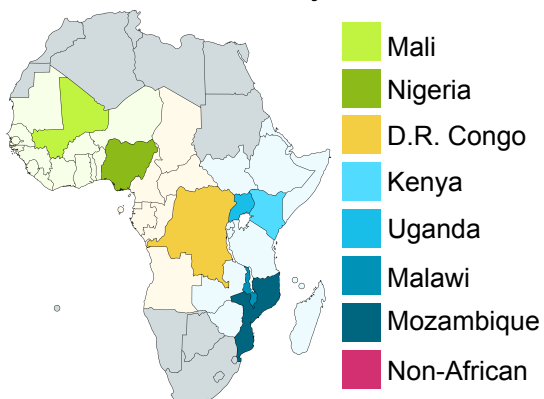 Mali
Nigeria
D.R. Congo
Kenya
Uganda
Malawi
Mozambique
Non-African